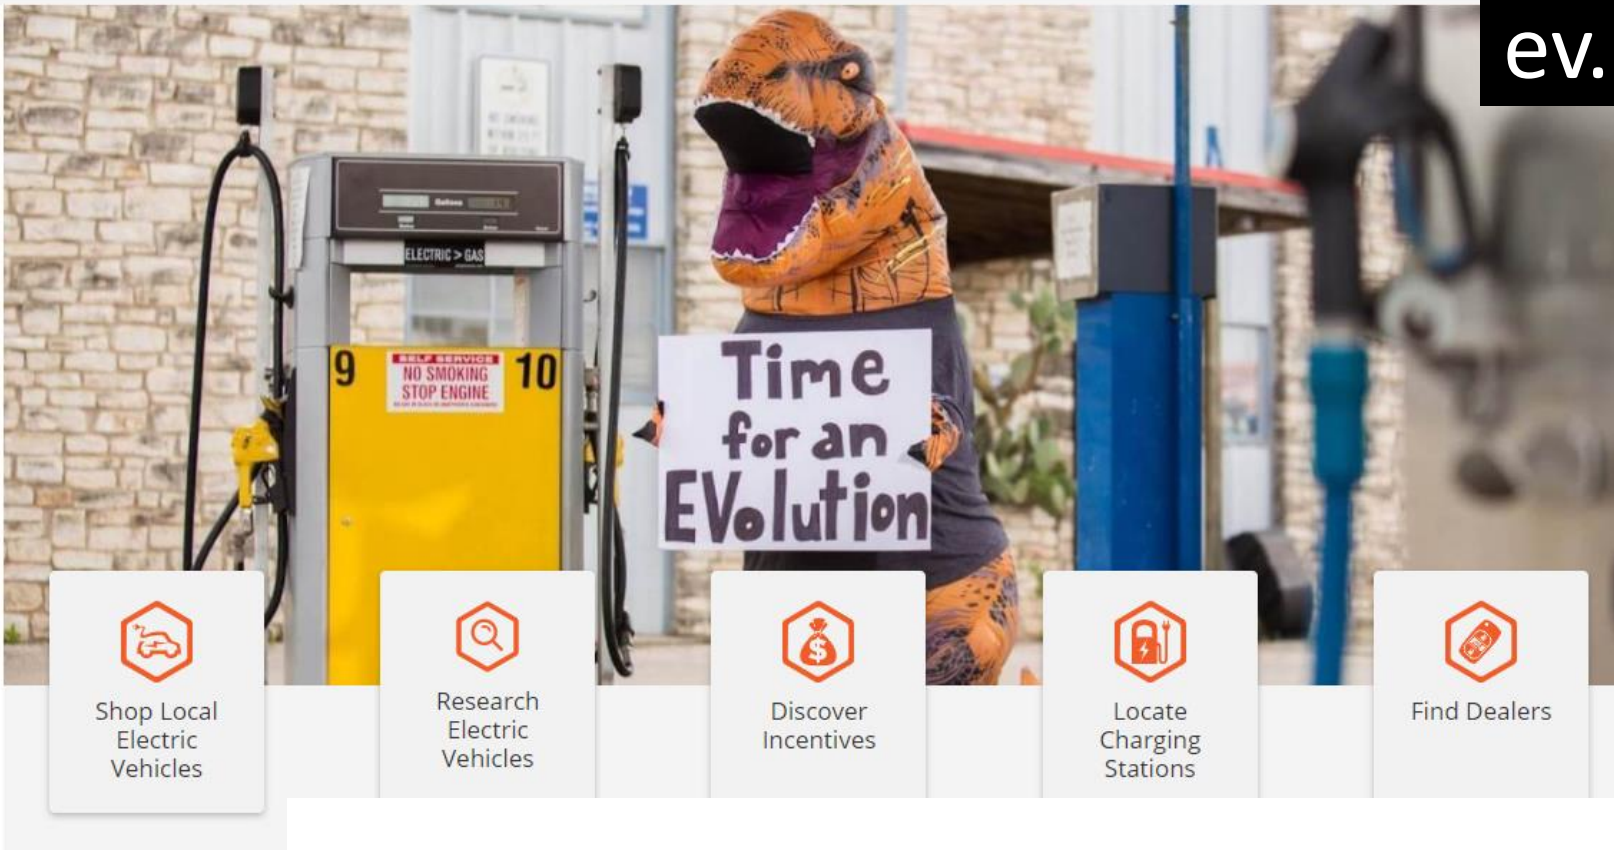 ev.
Gallons
ELECTRIC > GAS
9
10
SELF SERVICE
NO SMOKING
STOP ENGINE
Time
for an
EVolution
Shop Local
Electric
Vehicles
Research
Electric
Vehicles
Discover
Incentives
Locate
Charging
Stations
Find Dealers